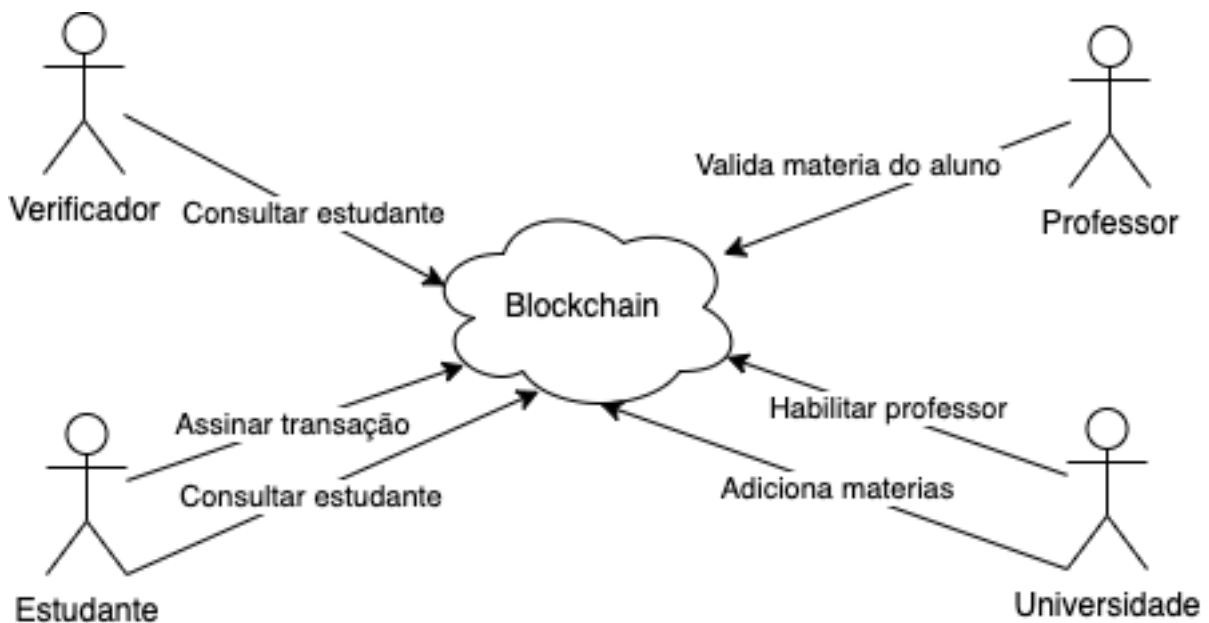 Verificador
Consultar estudante
Valida materia do aluno
Professor
Blockchain
Assinar transação
Consultar estudante
Estudante
Habilitar professor
Adiciona materias
Universidade